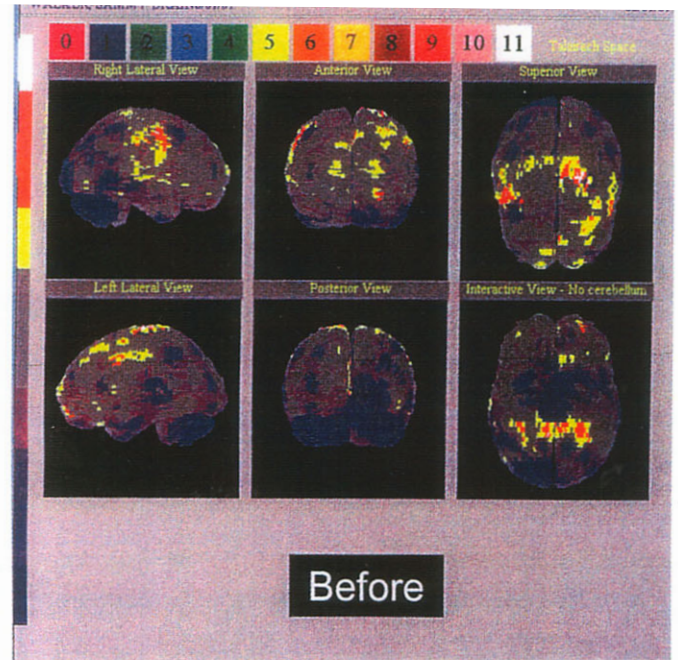 0 1 2 3 4 5 6 7 8 9 10 11 Talairach Space
Right Lateral View Anterior View Superior View
Left Lateral View Posterior View Interactive View - No cerebellum
Before